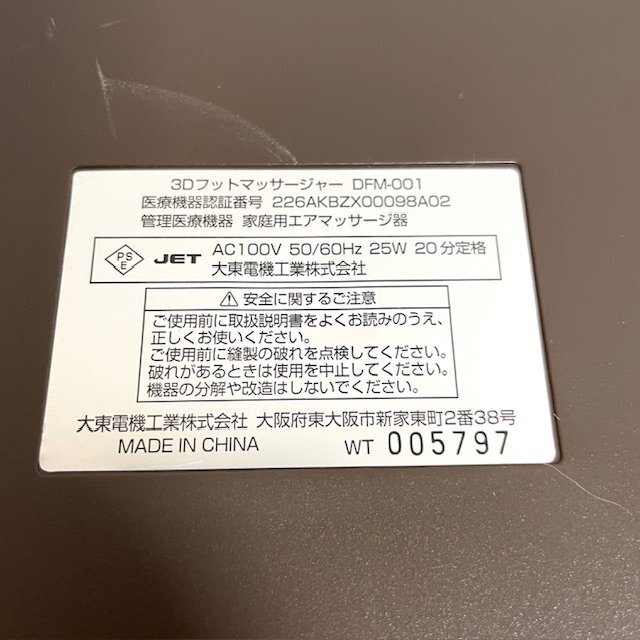 3Dフットマッサージャー DFM-001
医療機器認証番号 226AKBZX00098A02
管理医療機器 家庭用エアマッサージ器
PS
E
JET AC100V 50/60Hz 25W 20分定格
大東電機工業株式会社
⚠安全に関するご注意
ご使用前に取扱説明書をよくお読みのうえ、
正しくお使いください。
ご使用前に縫製の破れを点検してください。
破れがあるときは使用を中止してください。
機器の分解や改造はしないでください。
大東電機工業株式会社 大阪府東大阪市新家東町2番38号
MADE IN CHINA WT 005797